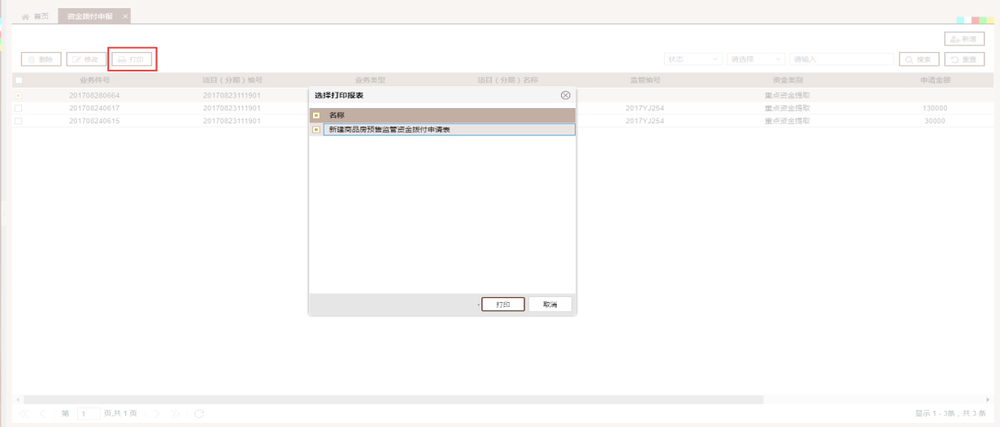 首页 资金拨付申报 ×
新增
删除 修改 打印 状态 请选择 请输入 搜索 重置
业务件号 项目（分期）编号 业务类型 项目（分期）名称 监管编号 资金类别 申请金额
201708280664 20170823111901 重点资金提取
201708240617 20170823111901 2017YJ254 重点资金提取 130000
201708240615 20170823111901 2017YJ254 重点资金提取 30000
选择打印报表
名称
新建商品房预售监管资金拨付申请表
打印 取消
第 1 页,共 1 页 显示 1 - 3条，共 3 条